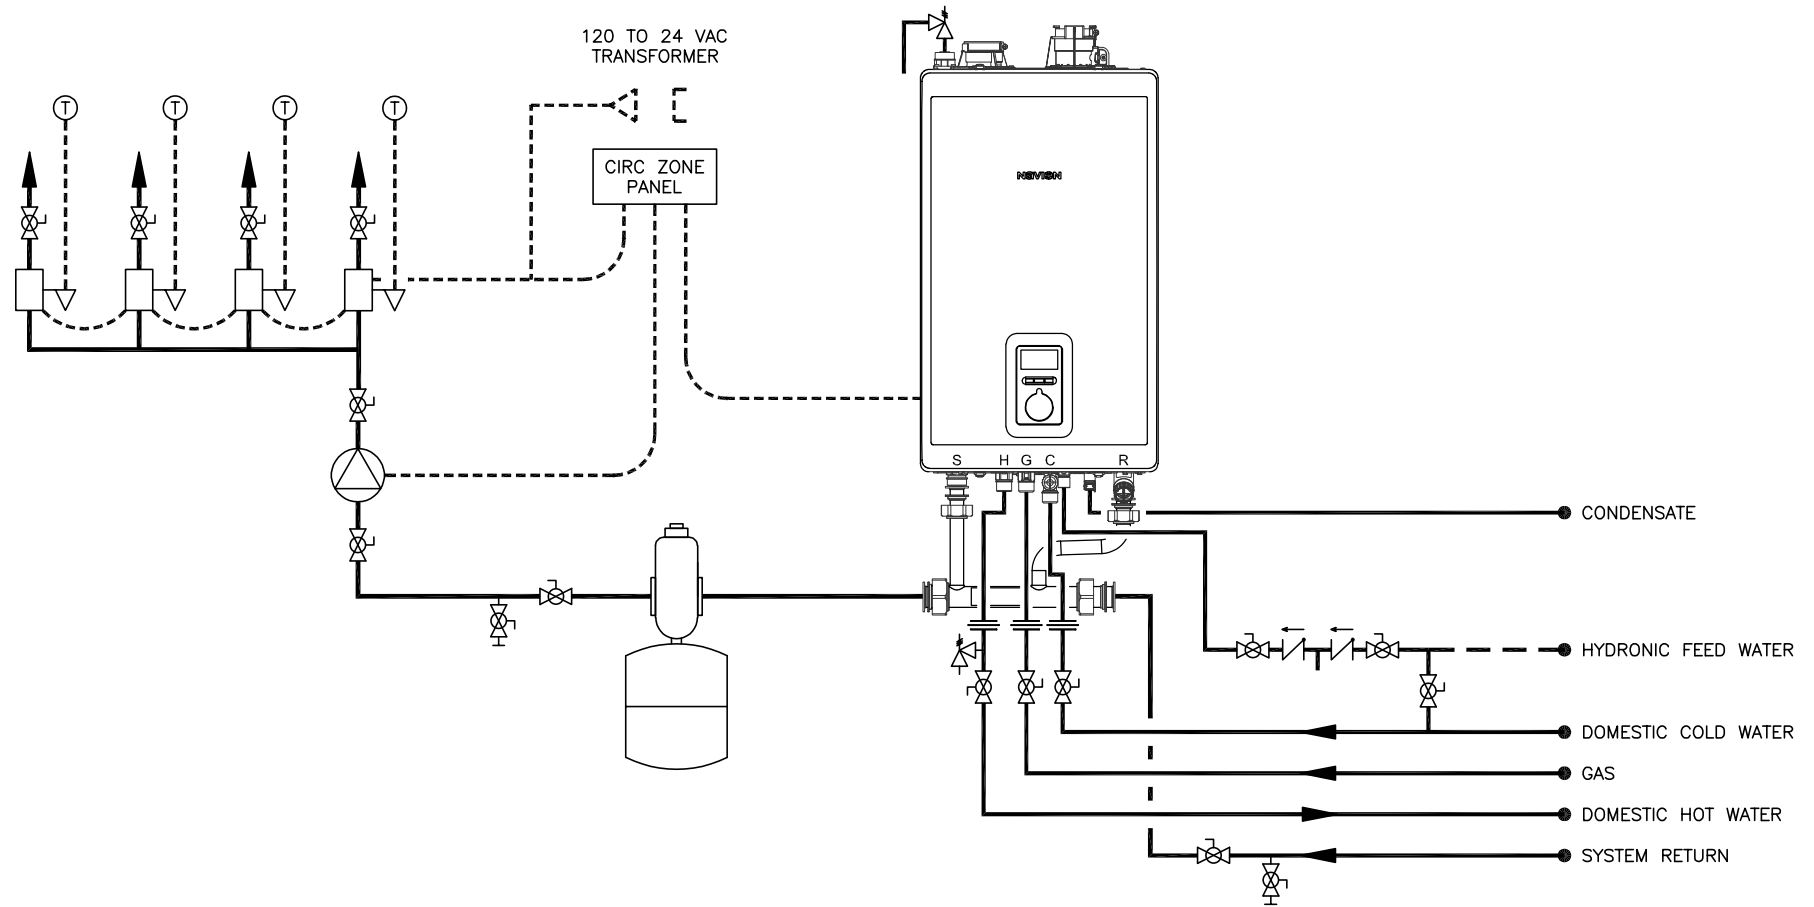 120 TO 24 VAC
TRANSFORMER
T T T T
CIRC ZONE
PANEL
NAVIEN
S H G C R
CONDENSATE
HYDRONIC FEED WATER
DOMESTIC COLD WATER
GAS
DOMESTIC HOT WATER
SYSTEM RETURN